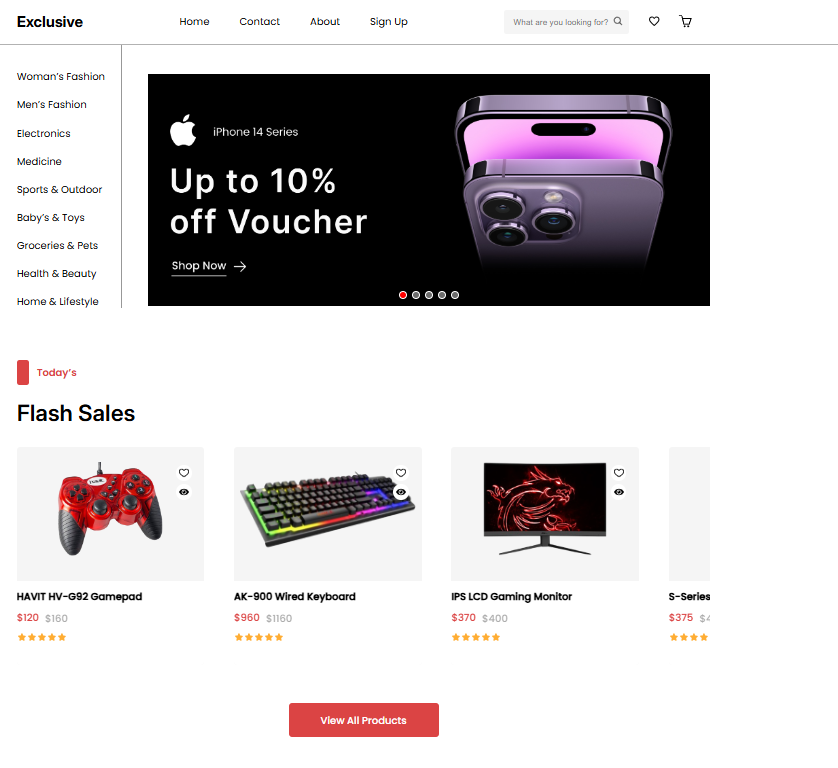 Exclusive
Home
Contact
About
Sign Up
What are you looking for?
Woman's Fashion
Men's Fashion
Electronics
Medicine
Sports & Outdoor
Baby's & Toys
Groceries & Pets
Health & Beauty
Home & Lifestyle
iPhone 14 Series
Up to 10%
off Voucher
Shop Now
Today's
Flash Sales
HAVIT HV-G92 Gamepad
$120 $160
AK-900 Wired Keyboard
$960 $1160
IPS LCD Gaming Monitor
$370 $400
S-Series
$375
View All Products